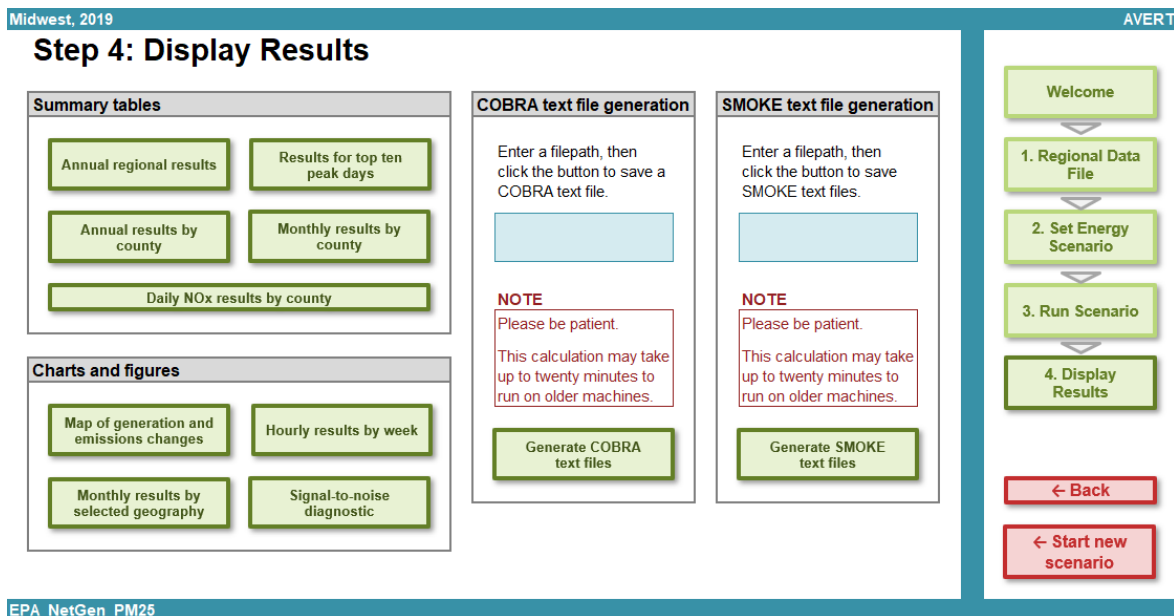 Midwest, 2019
AVERT
Step 4: Display Results
Summary tables
Annual regional results
Results for top ten
peak days
Annual results by
county
Monthly results by
county
Daily NOx results by county
Charts and figures
Map of generation and
emissions changes
Hourly results by week
Monthly results by
selected geography
Signal-to-noise
diagnostic
COBRA text file generation
Enter a filepath, then
click the button to save a
COBRA text file.
NOTE
Please be patient.
This calculation may take
up to twenty minutes to
run on older machines.
Generate COBRA
text files
SMOKE text file generation
Enter a filepath, then
click the button to save
SMOKE text files.
NOTE
Please be patient.
This calculation may take
up to twenty minutes to
run on older machines.
Generate SMOKE
text files
Welcome
1. Regional Data
File
2. Set Energy
Scenario
3. Run Scenario
4. Display
Results
← Back
← Start new
scenario
EPA_NetGen_PM25